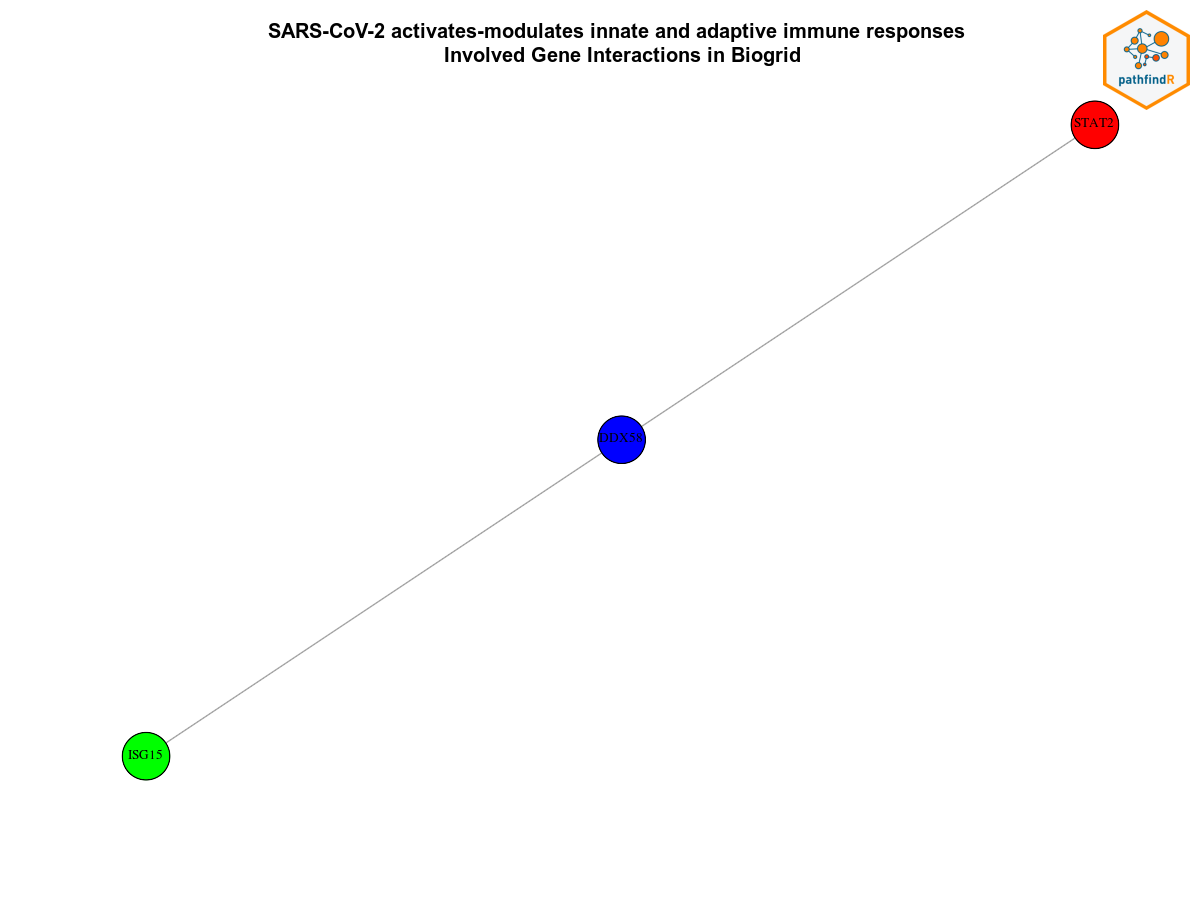 SARS-CoV-2 activates-modulates innate and adaptive immune responses
Involved Gene Interactions in Biogrid
pathfindR
STAT2
DDX58
ISG15